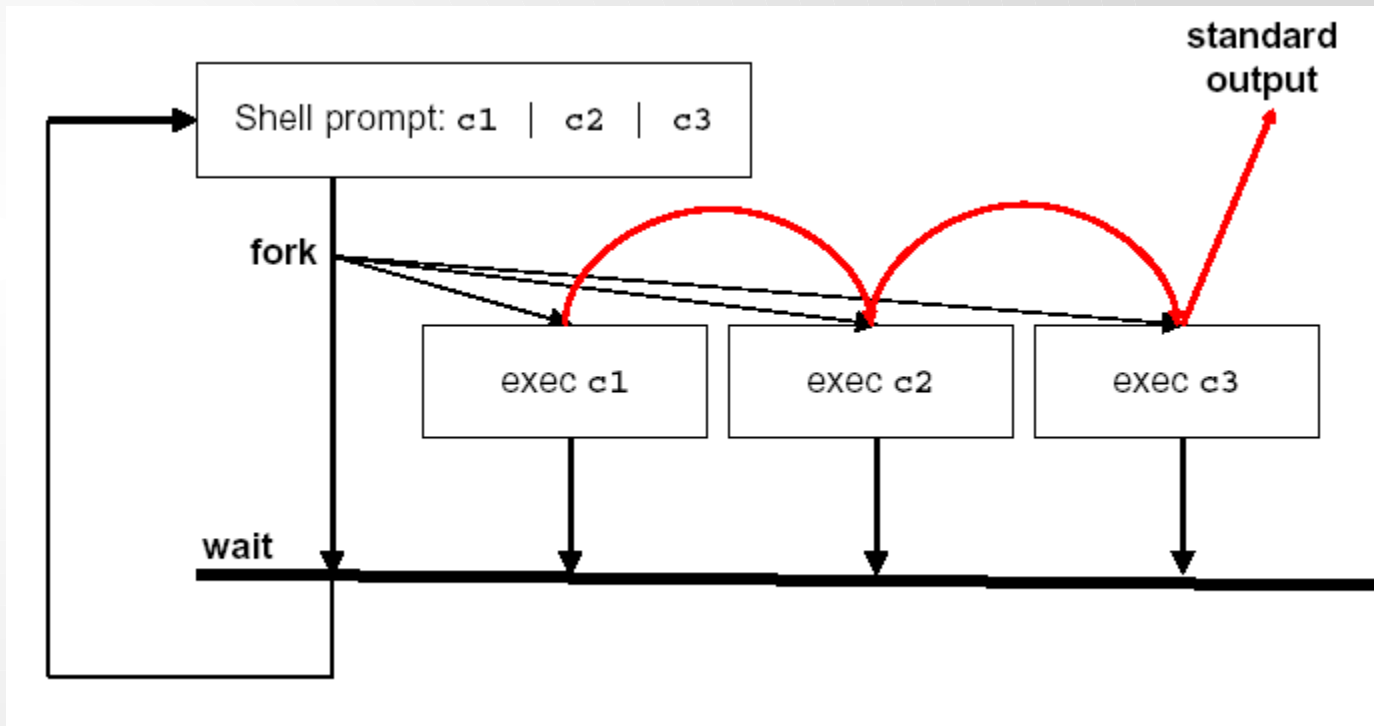 standard
output
Shell prompt: c1 | c2 | c3
fork
exec c1
exec c2
exec c3
wait